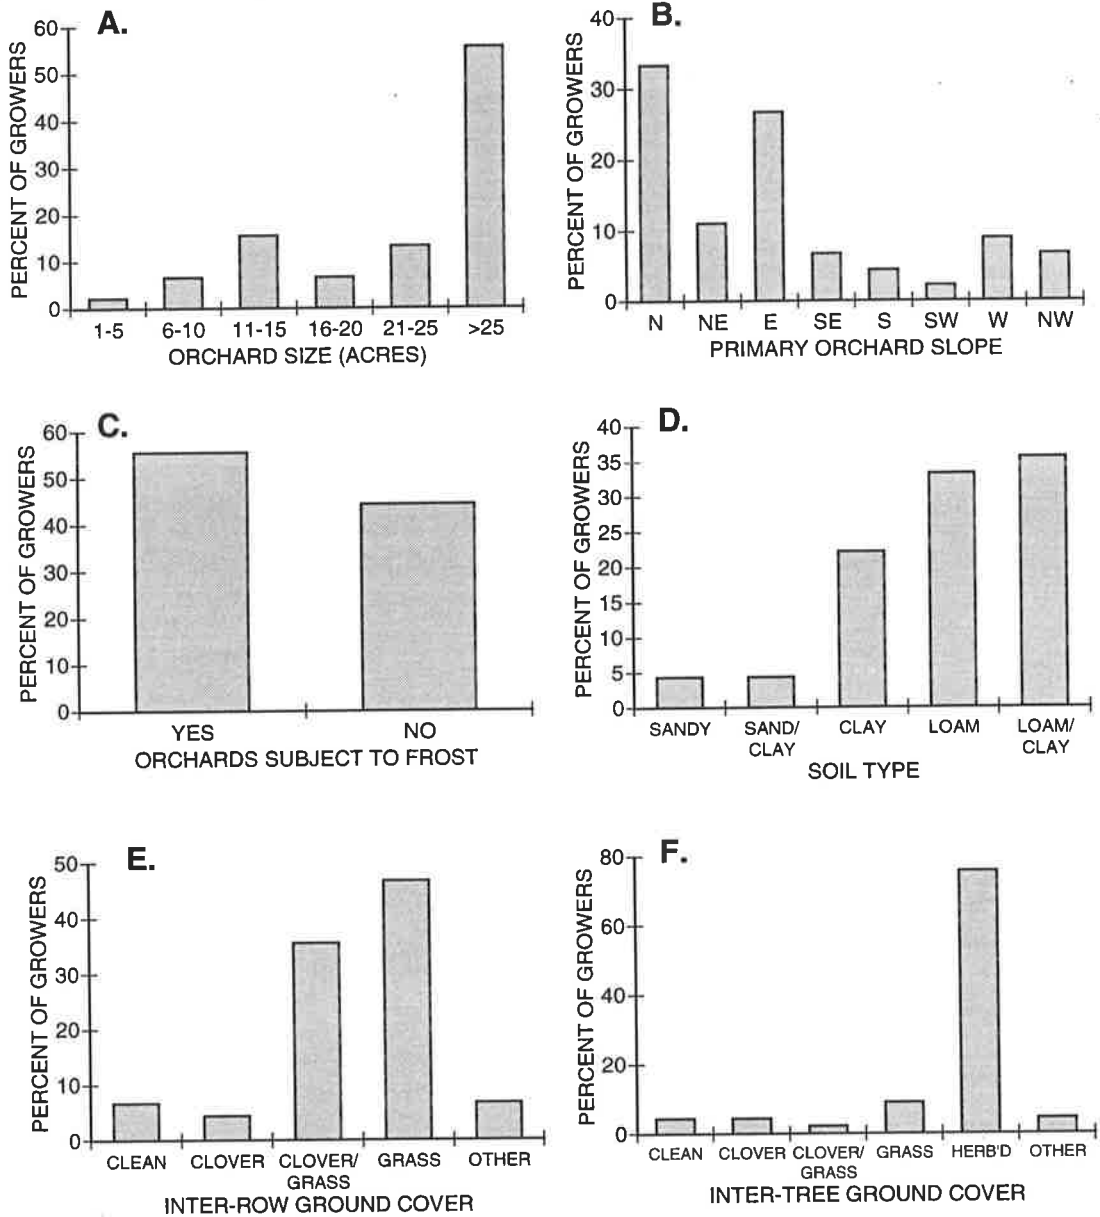 A.
PERCENT OF GROWERS
60
50
40
30
20
10
0
1-5 6-10 11-15 16-20 21-25 >25
ORCHARD SIZE (ACRES)
B.
PERCENT OF GROWERS
40
30
20
10
0
N NE E SE S SW W NW
PRIMARY ORCHARD SLOPE
C.
PERCENT OF GROWERS
60
50
40
30
20
10
0
YES NO
ORCHARDS SUBJECT TO FROST
D.
PERCENT OF GROWERS
40
35
30
25
20
15
10
5
0
SANDY SAND/ CLAY LOAM LOAM/
CLAY CLAY
SOIL TYPE
E.
PERCENT OF GROWERS
50
40
30
20
10
0
CLEAN CLOVER CLOVER/ GRASS OTHER
GRASS
INTER-ROW GROUND COVER
F.
PERCENT OF GROWERS
80
60
40
20
0
CLEAN CLOVER CLOVER/ GRASS HERB'D OTHER
GRASS
INTER-TREE GROUND COVER